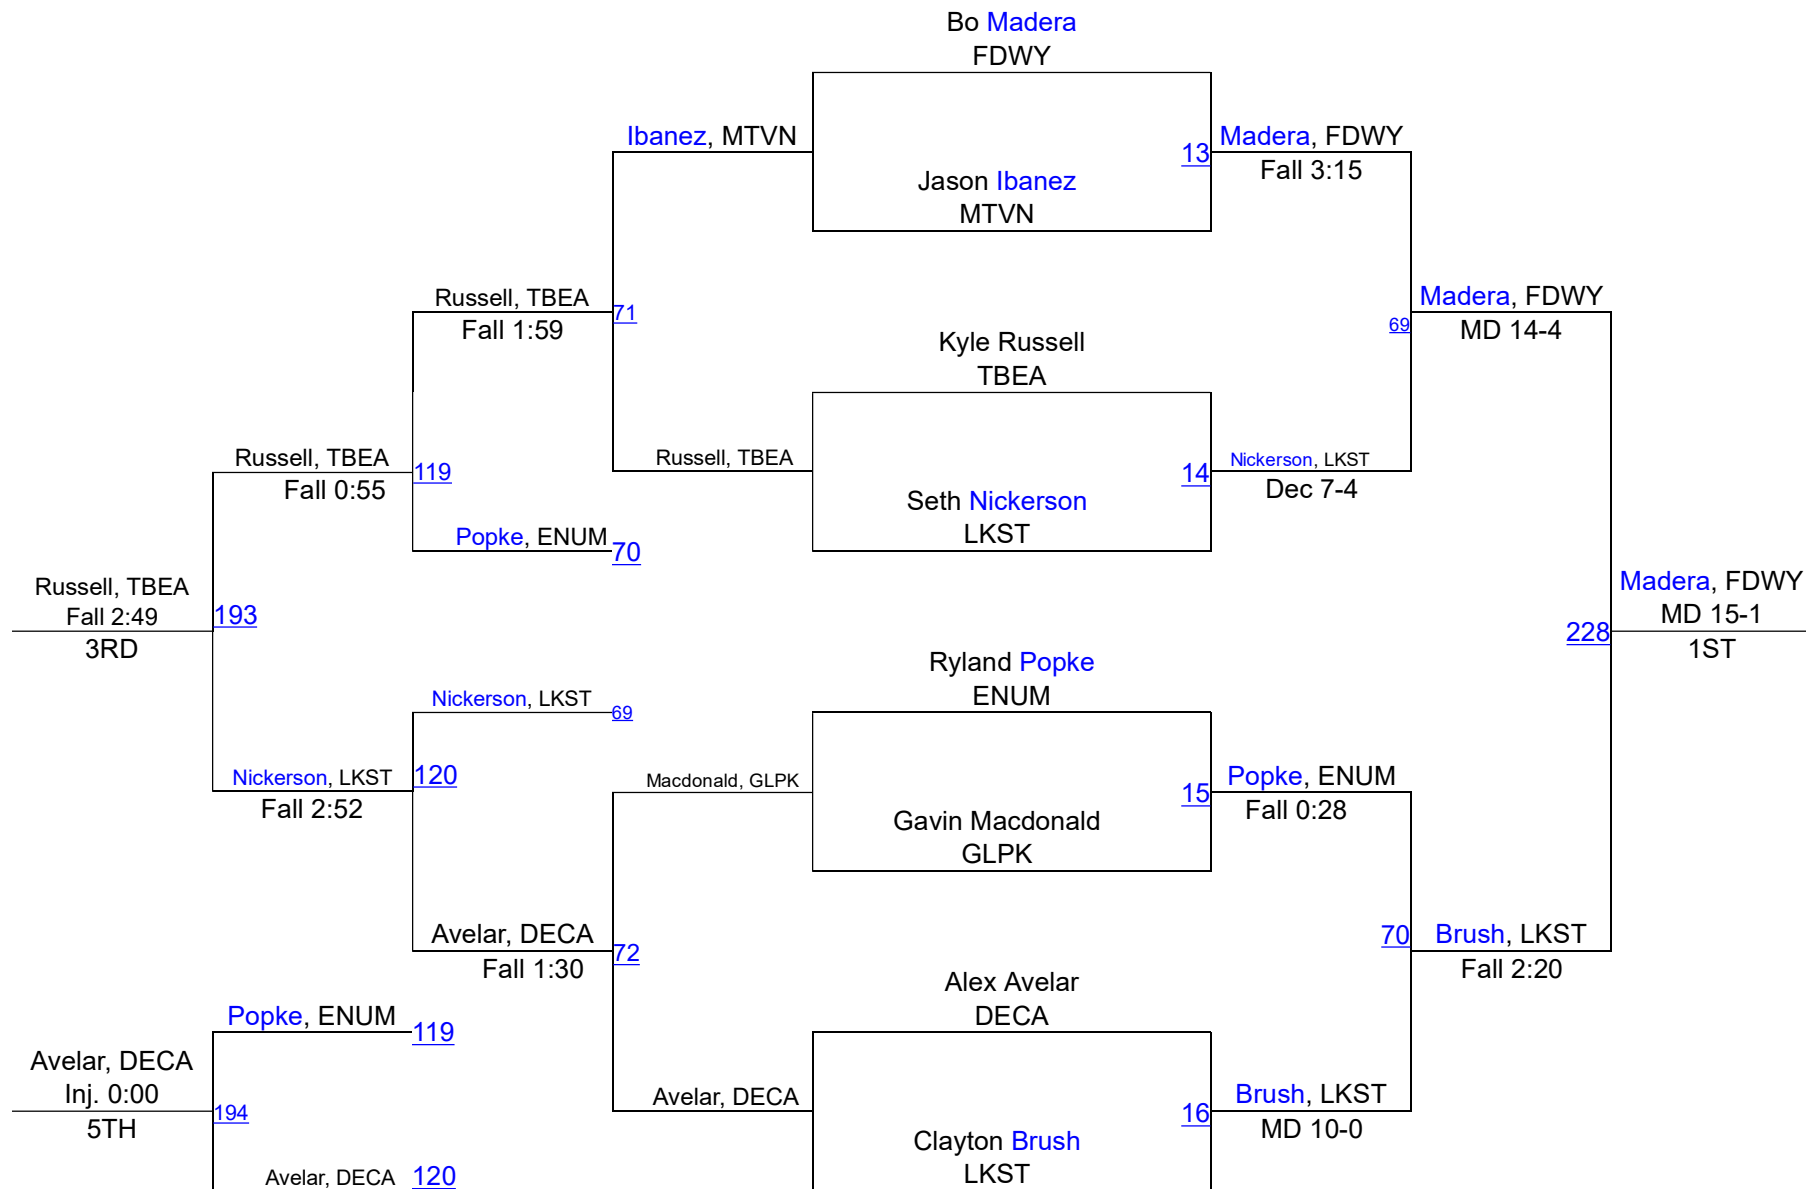 Bo Madera
FDWY
Ibanez, MTVN
13
Madera, FDWY
Fall 3:15
Jason Ibanez
MTVN
Russell, TBEA
Fall 1:59
71
Madera, FDWY
MD 14-4
69
Kyle Russell
TBEA
Russell, TBEA
Fall 0:55
119
Russell, TBEA
14
Nickerson, LKST
Dec 7-4
Seth Nickerson
LKST
Popke, ENUM
70
Russell, TBEA
Fall 2:49
3RD
193
Madera, FDWY
MD 15-1
1ST
228
Ryland Popke
ENUM
Nickerson, LKST
69
Nickerson, LKST
Fall 2:52
120
Macdonald, GLPK
15
Popke, ENUM
Fall 0:28
Gavin Macdonald
GLPK
Avelar, DECA
Fall 1:30
72
70
Brush, LKST
Fall 2:20
Alex Avelar
DECA
Popke, ENUM
119
Avelar, DECA
Inj. 0:00
5TH
194
Avelar, DECA
16
Brush, LKST
MD 10-0
Clayton Brush
LKST
Avelar, DECA
120